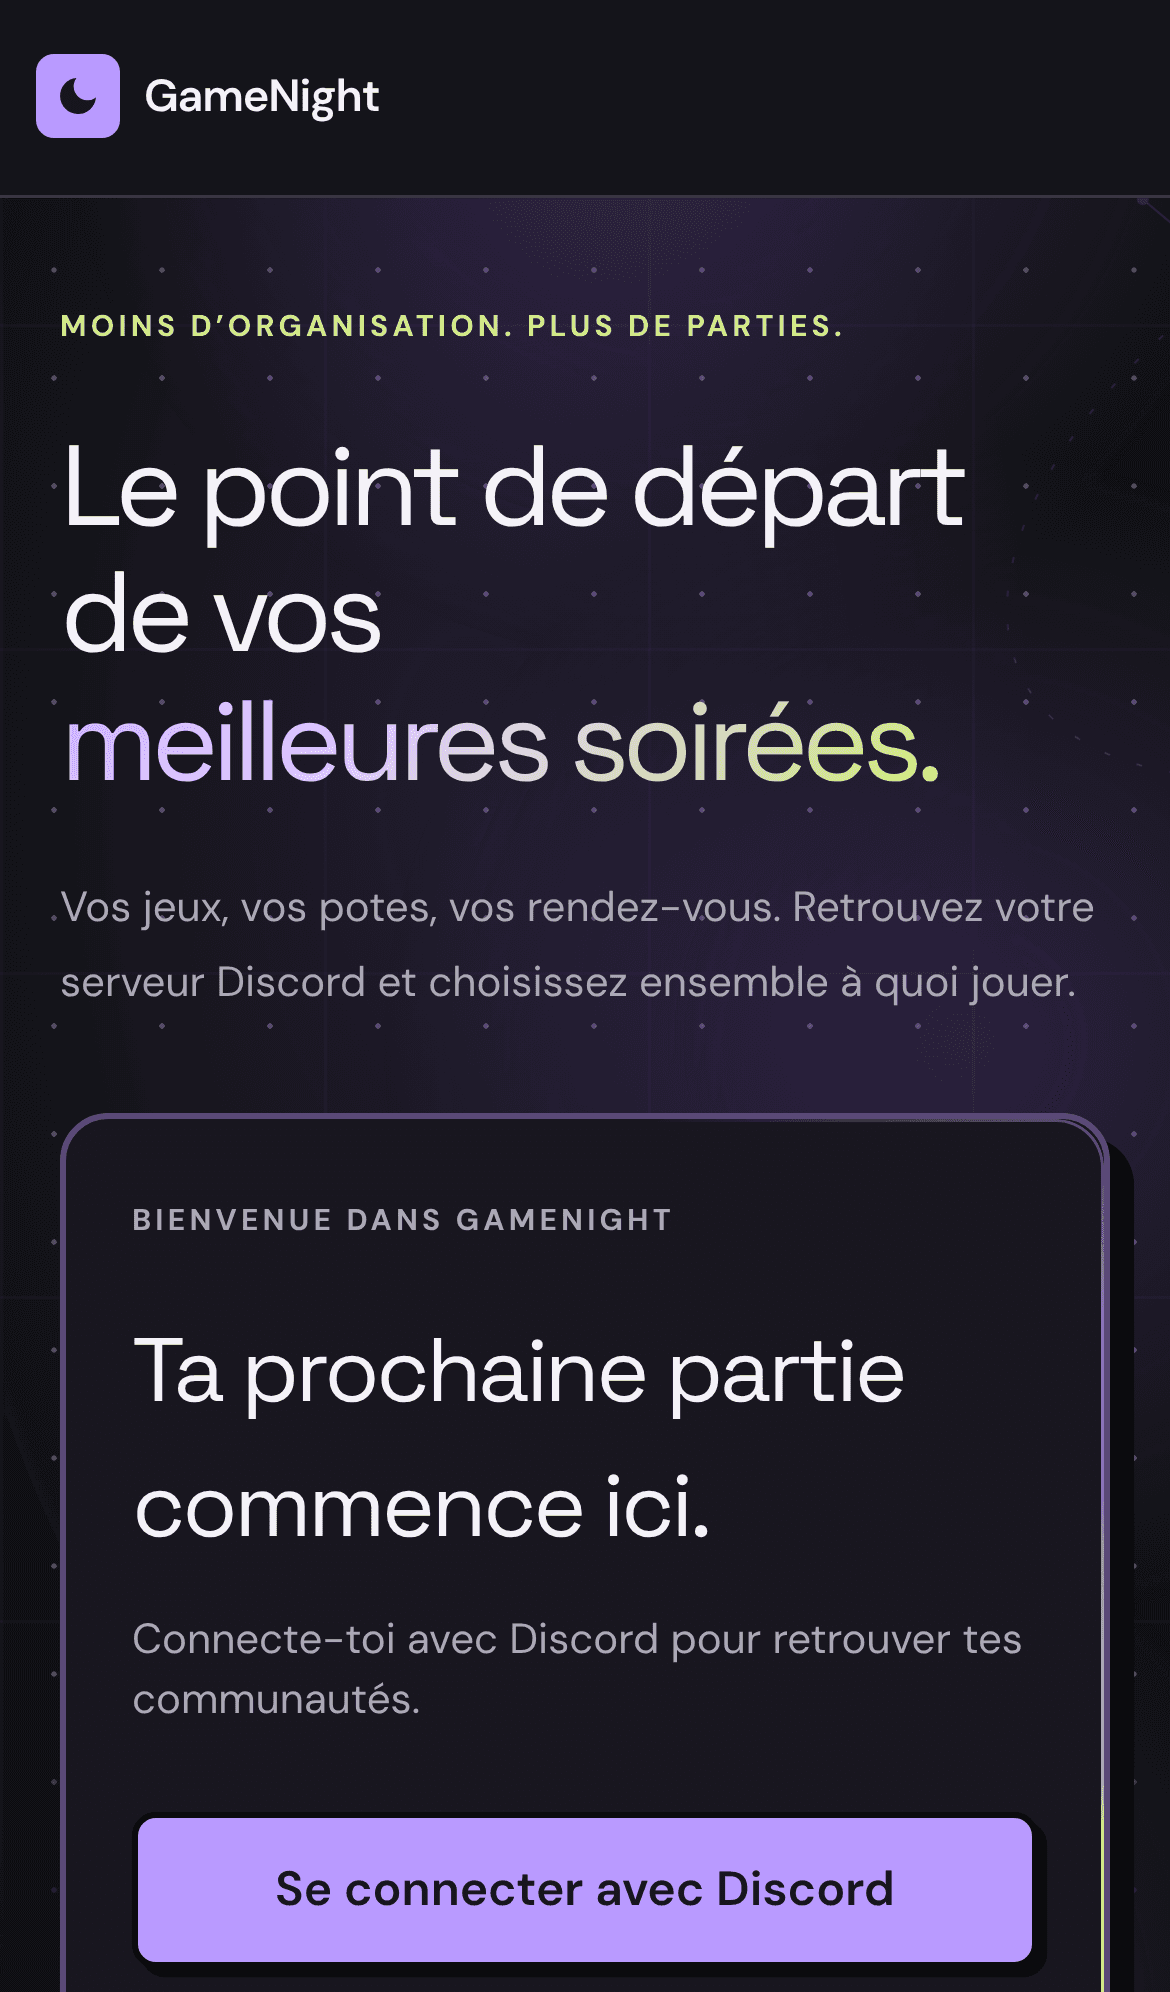 GameNight
MOINS D’ORGANISATION. PLUS DE PARTIES.
Le point de départ
de vos
meilleures soirées.
Vos jeux, vos potes, vos rendez-vous. Retrouvez votre
serveur Discord et choisissez ensemble à quoi jouer.
BIENVENUE DANS GAMENIGHT
Ta prochaine partie
commence ici.
Connecte-toi avec Discord pour retrouver tes
communautés.
Se connecter avec Discord